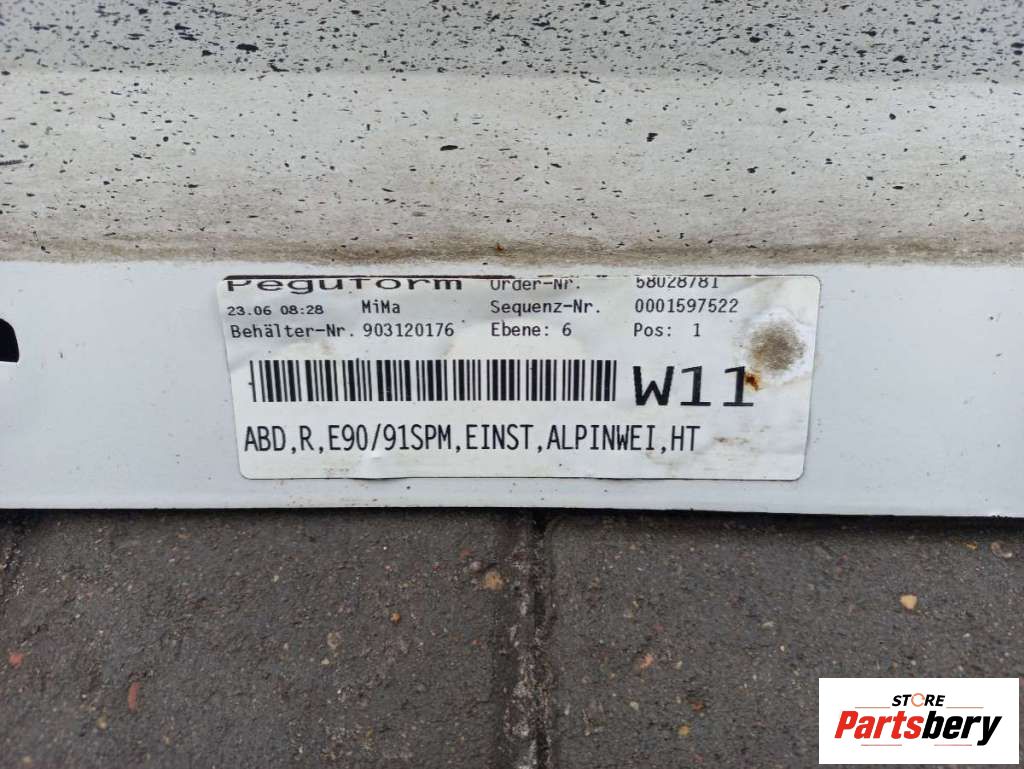 Peguform Order-Nr. 58028781
23.06 08:28 MiMa Sequenz-Nr. 0001597522
Behälter-Nr. 903120176 Ebene: 6 Pos: 1
W11
ABD,R,E90/91SPM,EINST,ALPINWEI,HT
STORE
Partsbery